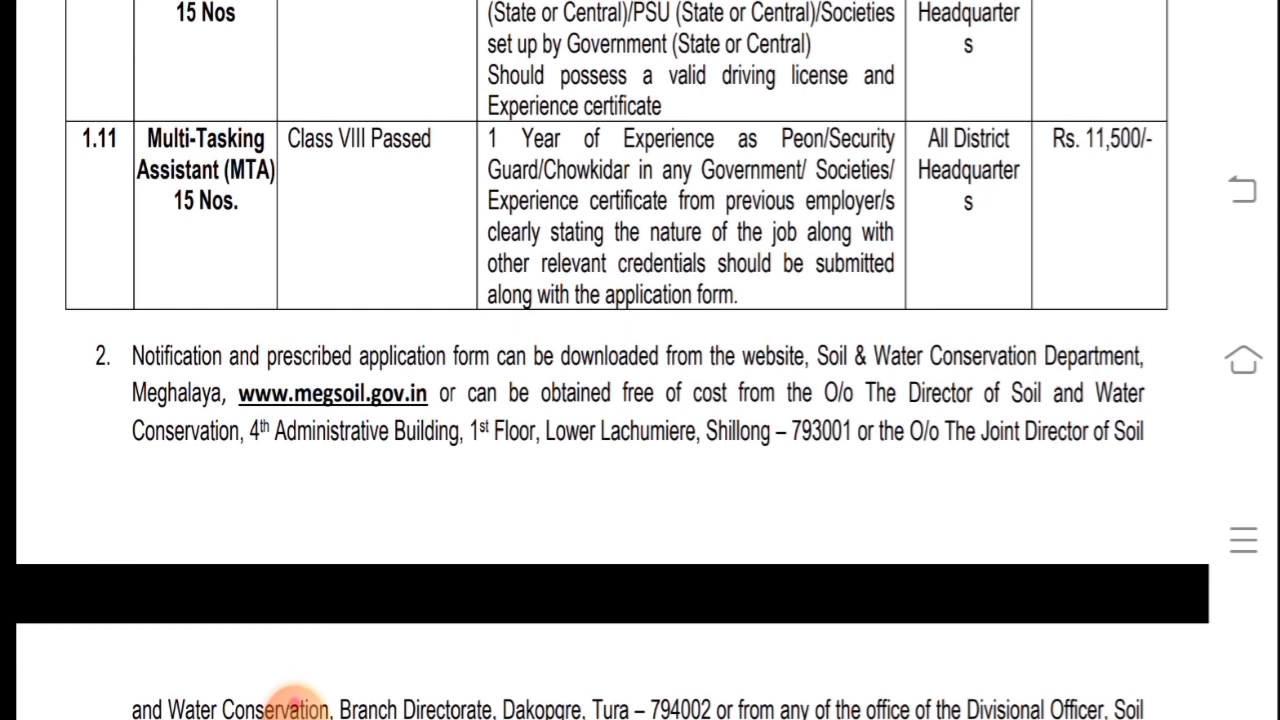 15 Nos
(State or Central)/PSU (State or Central)/Societies
set up by Government (State or Central)
Should possess a valid driving license and
Experience certificate
Headquarter
s
1.11
Multi-Tasking
Assistant (MTA)
15 Nos.
Class VIII Passed
1 Year of Experience as Peon/Security
Guard/Chowkidar in any Government/ Societies/
Experience certificate from previous employer/s
clearly stating the nature of the job along with
other relevant credentials should be submitted
along with the application form.
All District
Headquarter
s
Rs. 11,500/-
2. Notification and prescribed application form can be downloaded from the website, Soil & Water Conservation Department,
Meghalaya, www.megsoil.gov.in or can be obtained free of cost from the O/o The Director of Soil and Water
Conservation, 4th Administrative Building, 1st Floor, Lower Lachumiere, Shillong – 793001 or the O/o The Joint Director of Soil
and Water Conservation, Branch Directorate, Dakopgre, Tura – 794002 or from any of the office of the Divisional Officer, Soil